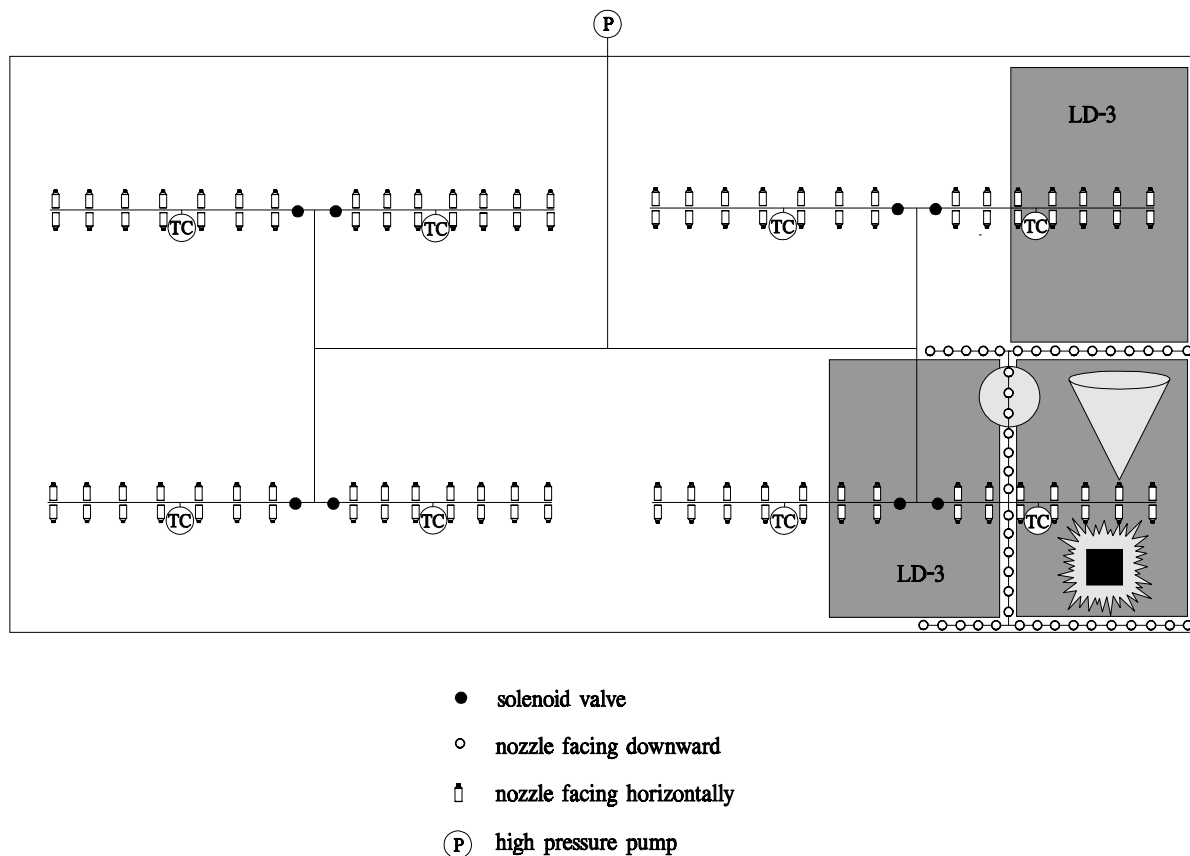 P
LD-3
TC TC TC TC
TC TC TC TC
LD-3
solenoid valve
nozzle facing downward
nozzle facing horizontally
P high pressure pump